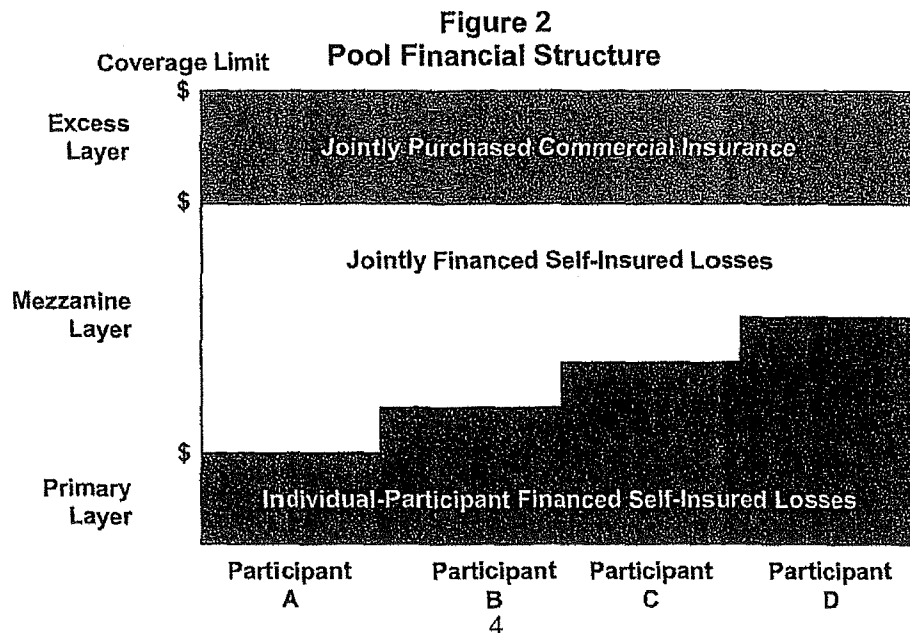 Figure 2
Pool Financial Structure
Coverage Limit
$
Excess
Layer
Jointly Purchased Commercial Insurance
$
Jointly Financed Self-Insured Losses
Mezzanine
Layer
$
Primary
Layer
Individual-Participant Financed Self-Insured Losses
Participant
A
Participant
B
Participant
C
Participant
D
4